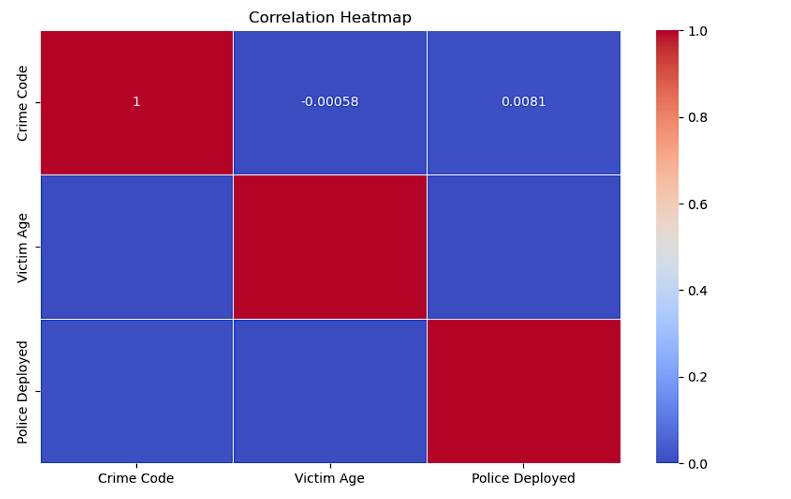 Correlation Heatmap
Crime Code
1
-0.00058
0.0081
Victim Age
Police Deployed
Crime Code
Victim Age
Police Deployed
1.0
0.8
0.6
0.4
0.2
0.0